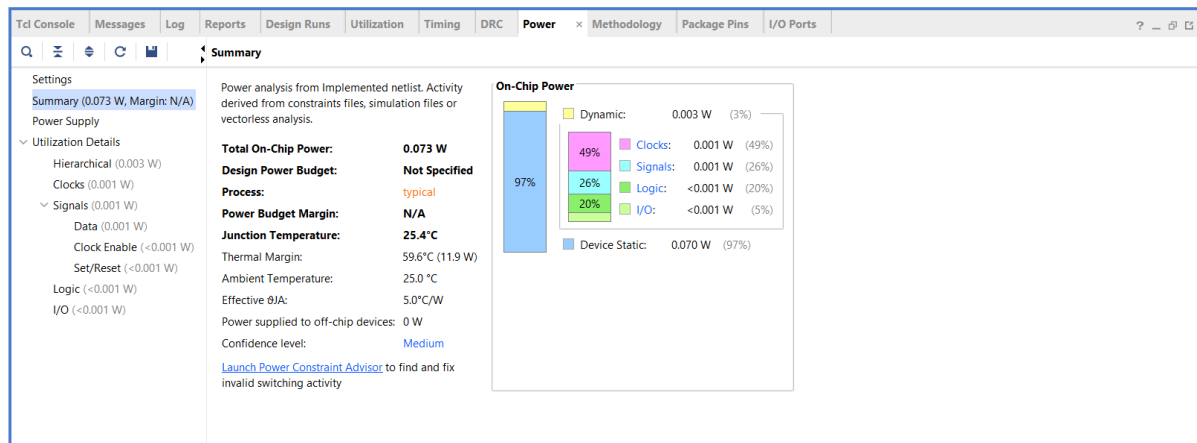 Tcl Console Messages Log Reports Design Runs Utilization Timing DRC Power × Methodology Package Pins I/O Ports ?
Summary
Settings
Summary (0.073 W, Margin: N/A)
Power Supply
Utilization Details
Hierarchical (0.003 W)
Clocks (0.001 W)
Signals (0.001 W)
Data (0.001 W)
Clock Enable (<0.001 W)
Set/Reset (<0.001 W)
Logic (<0.001 W)
I/O (<0.001 W)
Power analysis from Implemented netlist. Activity
derived from constraints files, simulation files or
vectorless analysis.
Total On-Chip Power: 0.073 W
Design Power Budget: Not Specified
Process: typical
Power Budget Margin: N/A
Junction Temperature: 25.4°C
Thermal Margin: 59.6°C (11.9 W)
Ambient Temperature: 25.0 °C
Effective ϑJA: 5.0°C/W
Power supplied to off-chip devices: 0 W
Confidence level: Medium
Launch Power Constraint Advisor to find and fix
invalid switching activity
On-Chip Power
97%
Dynamic: 0.003 W (3%)
49% Clocks: 0.001 W (49%)
26% Signals: 0.001 W (26%)
20% Logic: <0.001 W (20%)
I/O: <0.001 W (5%)
Device Static: 0.070 W (97%)